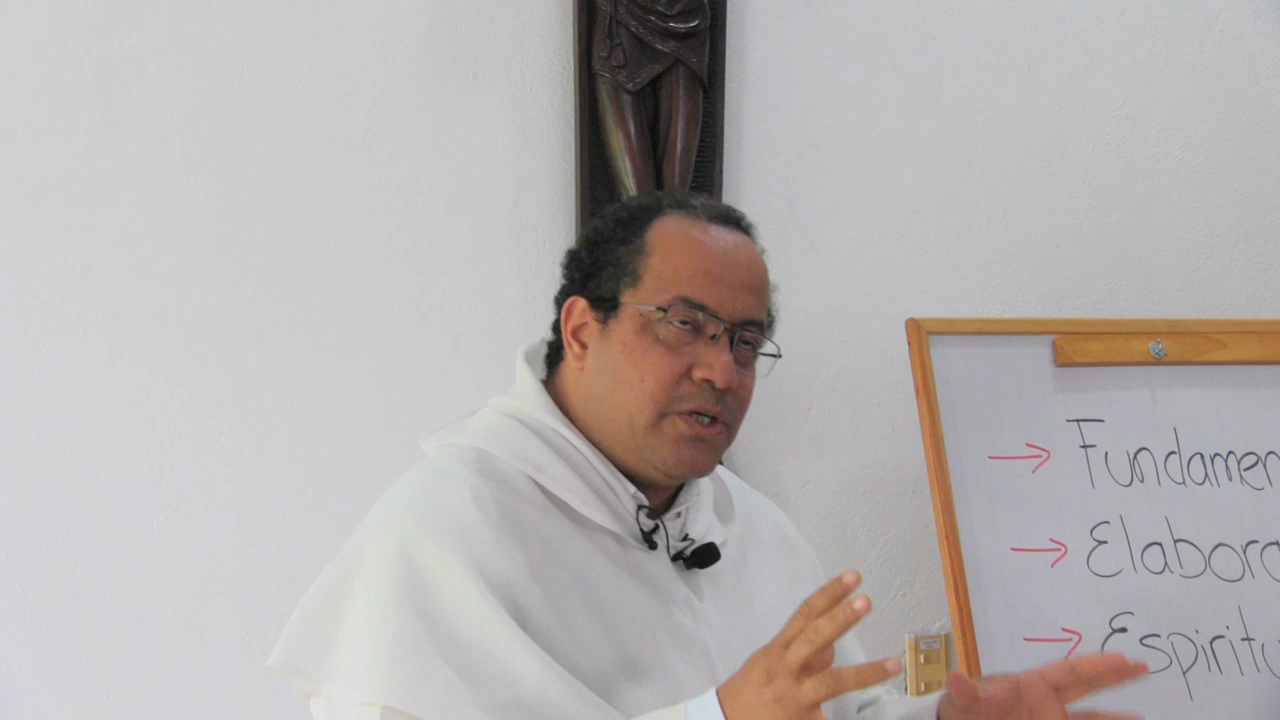 → Fundamen
→ Elabora
→ Espiritu